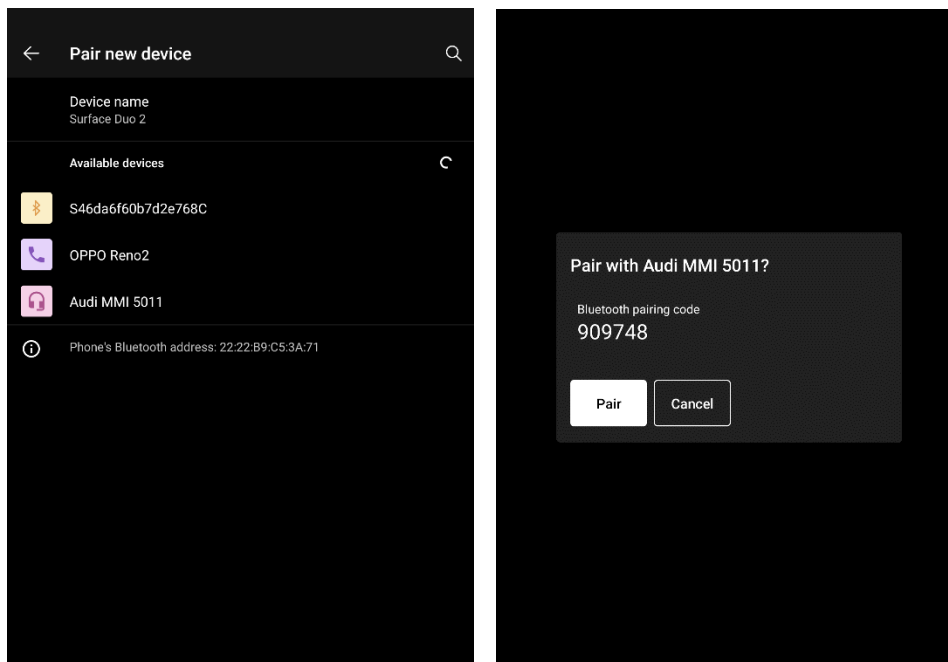 Pair new device
Device name
Surface Duo 2
Available devices
S46da6f60b7d2e768C
OPPO Reno2
Audi MMI 5011
Phone's Bluetooth address: 22:22:B9:C5:3A:71
Pair with Audi MMI 5011?
Bluetooth pairing code
909748
Pair Cancel